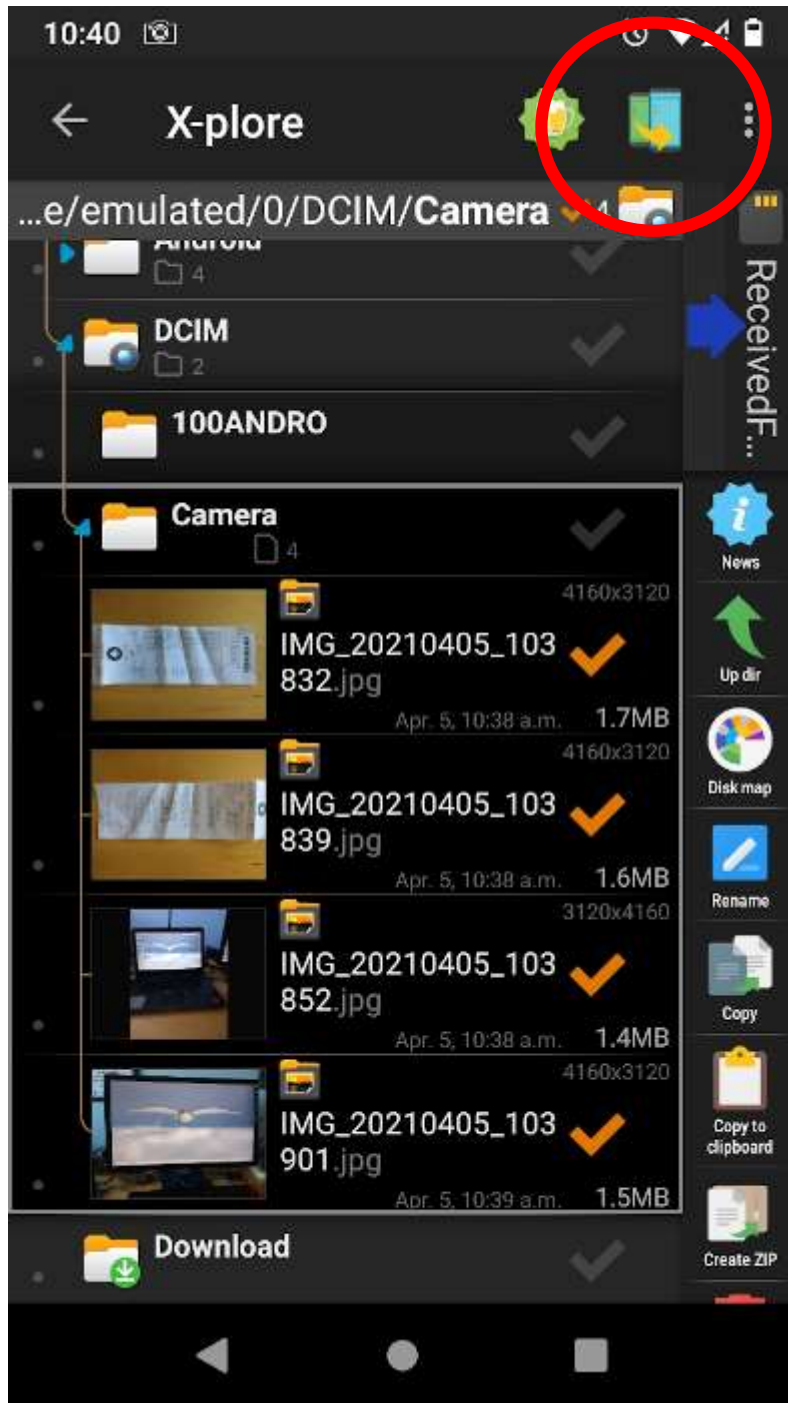 10:40
X-plore
...e/emulated/0/DCIM/Camera 4
Android
4
DCIM
2
100ANDRO
Camera
4
4160x3120
IMG_20210405_103
832.jpg
Apr. 5, 10:38 a.m. 1.7MB
4160x3120
IMG_20210405_103
839.jpg
Apr. 5, 10:38 a.m. 1.6MB
3120x4160
IMG_20210405_103
852.jpg
Apr. 5, 10:38 a.m. 1.4MB
4160x3120
IMG_20210405_103
901.jpg
Apr. 5, 10:39 a.m. 1.5MB
Download
ReceivedF...
News
Up dir
Disk map
Rename
Copy
Copy to
clipboard
Create ZIP